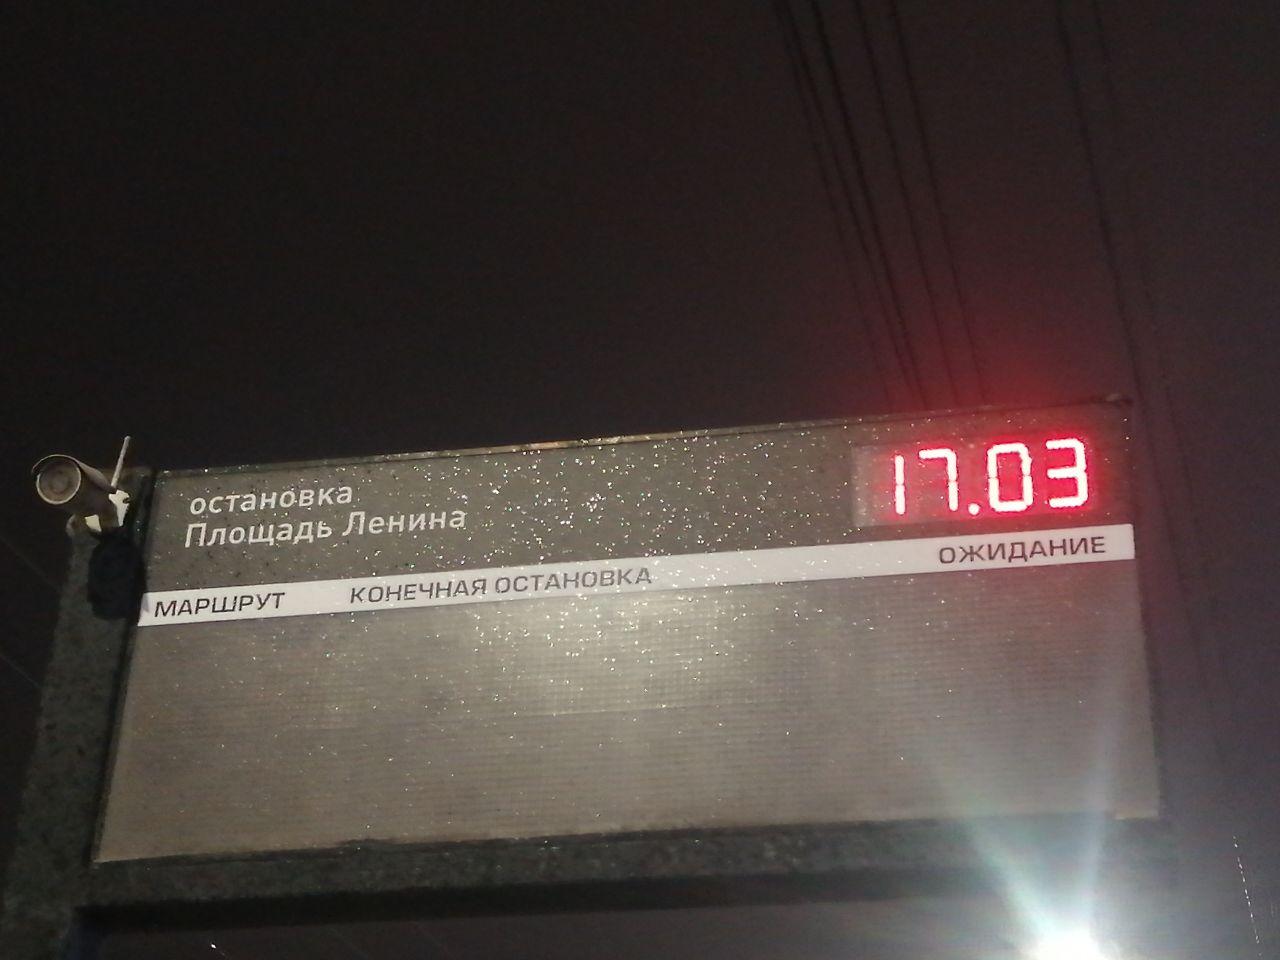 остановка
Площадь Ленина
17.03
МАРШРУТ КОНЕЧНАЯ ОСТАНОВКА ОЖИДАНИЕ